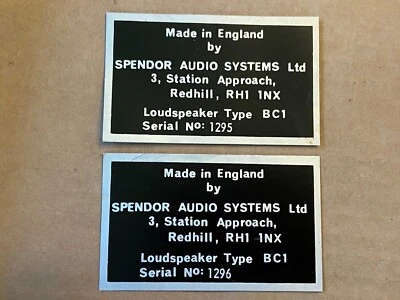 Made in England
by
SPENDOR AUDIO SYSTEMS Ltd
3, Station Approach,
Redhill, RH1 1NX
Loudspeaker Type BC1
Serial No: 1295
Made in England
by
SPENDOR AUDIO SYSTEMS Ltd
3, Station Approach,
Redhill, RH1 1NX
Loudspeaker Type BC1
Serial No: 1296